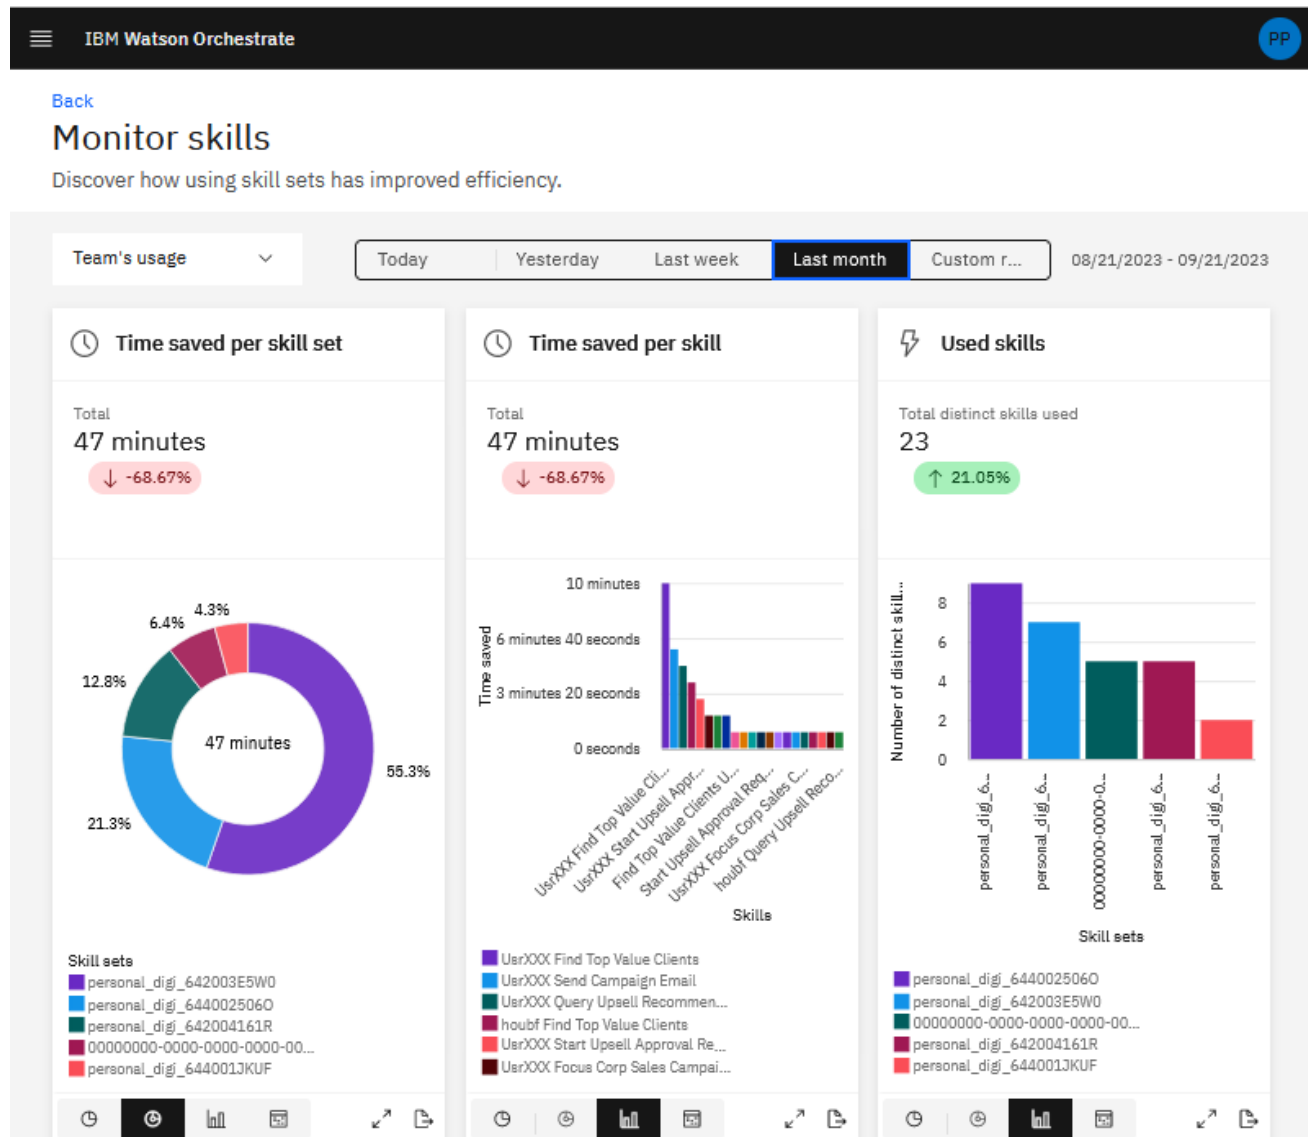 IBM Watson Orchestrate
PP
Back
Monitor skills
Discover how using skill sets has improved efficiency.
Team's usage
Today
Yesterday
Last week
Last month
Custom r...
08/21/2023 - 09/21/2023
Time saved per skill set
Total
47 minutes
↓ -68.67%
4.3%
6.4%
12.8%
47 minutes
55.3%
21.3%
Skill sets
personal_digi_642003E5W0
personal_digi_644002506O
personal_digi_642004161R
00000000-0000-0000-0000-00...
personal_digi_644001JKUF
Time saved per skill
Total
47 minutes
↓ -68.67%
Time saved
10 minutes
6 minutes 40 seconds
3 minutes 20 seconds
0 seconds
UsrXXX Find Top Value Cli...
UsrXXX Start Upsell Appr...
Find Top Value Clients U...
Start Upsell Approval Req...
UsrXXX Focus Corp Sales C...
houbf Query Upsell Reco...
Skills
UsrXXX Find Top Value Clients
UsrXXX Send Campaign Email
UsrXXX Query Upsell Recommen...
houbf Find Top Value Clients
UsrXXX Start Upsell Approval Re...
UsrXXX Focus Corp Sales Campai...
Used skills
Total distinct skills used
23
↑ 21.05%
Number of distinct skill...
8
6
4
2
0
personal_digi_6...
personal_digi_6...
00000000-0000-0...
personal_digi_6...
personal_digi_6...
Skill sets
personal_digi_644002506O
personal_digi_642003E5W0
00000000-0000-0000-0000-00...
personal_digi_642004161R
personal_digi_644001JKUF